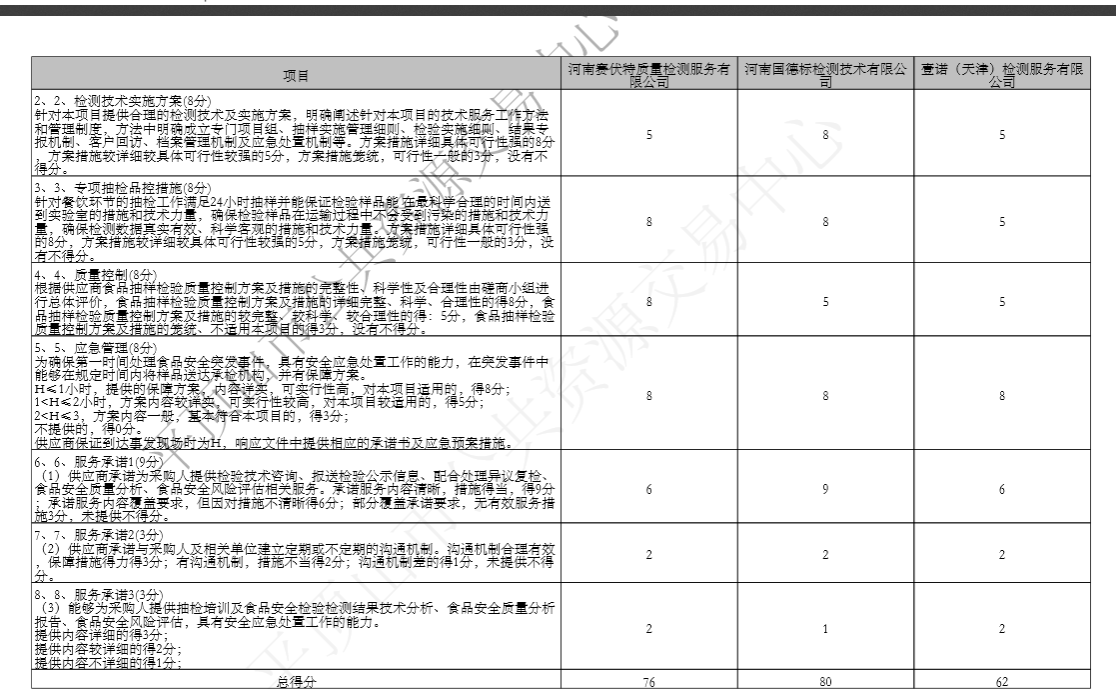 项目
河南赛伏特质量检测服务有
限公司
河南国德标检测技术有限公
司
壹诺（天津）检测服务有限
公司
2、2、检测技术实施方案(8分)
针对本项目提供合理的检测技术及实施方案，明确阐述针对本项目的技术服务工作方法
和管理制度，方法中明确成立专门项目组、抽样实施管理细则、检验实施细则、结果专
报机制、客户回访、档案管理机制及应急处置机制等。方案措施详细具体可行性强的8分
，方案措施较详细较具体可行性较强的5分，方案措施笼统，可行性一般的3分，没有不
得分。
5
8
5
3、3、专项抽检品控措施(8分)
针对餐饮环节的抽检工作满足24小时抽样并能保证检验样品能在最科学合理的时间内送
到实验室的措施和技术力量，确保检验样品在运输过程中不会受到污染的措施和技术力
量，确保检测数据真实有效、科学客观的措施和技术力量。方案措施详细具体可行性强
的8分，方案措施较详细较具体可行性较强的5分，方案措施笼统，可行性一般的3分，没
有不得分。
8
8
5
4、4、质量控制(8分)
根据供应商食品抽样检验质量控制方案及措施的完整性、科学性及合理性由磋商小组进
行总体评价，食品抽样检验质量控制方案及措施的详细完整、科学、合理性的得8分，食
品抽样检验质量控制方案及措施的较完整、较科学、较合理性的得：5分，食品抽样检验
质量控制方案及措施的笼统、不适用本项目的得3分，没有不得分。
8
5
5
5、5、应急管理(8分)
为确保第一时间处理食品安全突发事件，具有安全应急处置工作的能力，在突发事件中
能够在规定时间内将样品送达承检机构，并有保障方案。
H≤1小时，提供的保障方案，内容详实，可实行性高，对本项目适用的，得8分；
1<H≤2小时，方案内容较详实，可实行性较高，对本项目较适用的，得5分；
2<H≤3，方案内容一般，基本符合本项目的，得3分；
不提供的，得0分。
供应商保证到达事发现场时为H，响应文件中提供相应的承诺书及应急预案措施。
8
8
8
6、6、服务承诺1(9分)
（1）供应商承诺为采购人提供检验技术咨询、报送检验公示信息、配合处理异议复检、
食品安全质量分析、食品安全风险评估相关服务。承诺服务内容清晰，措施得当，得9分
；承诺服务内容覆盖要求，但因对措施不清晰得6分；部分覆盖承诺要求，无有效服务措
施3分，未提供不得分。
6
9
6
7、7、服务承诺2(3分)
（2）供应商承诺与采购人及相关单位建立定期或不定期的沟通机制。沟通机制合理有效
，保障措施得力得3分；有沟通机制，措施不当得2分；沟通机制差的得1分，未提供不得
分。
2
2
2
8、8、服务承诺3(3分)
（3）能够为采购人提供抽检培训及食品安全检验检测结果技术分析、食品安全质量分析
报告、食品安全风险评估，具有安全应急处置工作的能力。
提供内容详细的得3分；
提供内容较详细的得2分；
提供内容不详细的得1分；
2
1
2
总得分
76
80
62
平顶山市公共资源交易中心
平顶山市公共资源交易中心